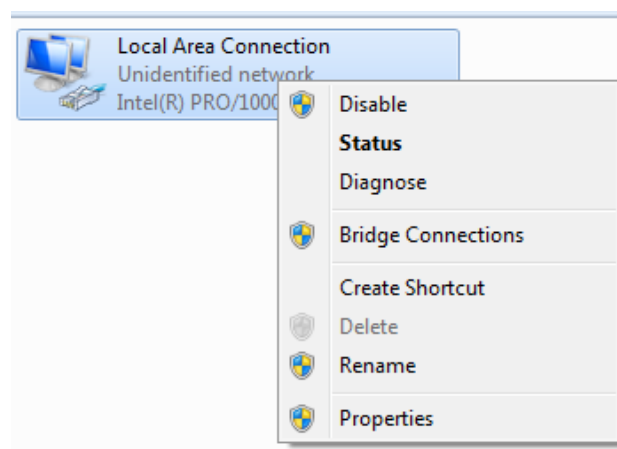 Local Area Connection
Unidentified network
Intel(R) PRO/1000
Disable
Status
Diagnose
Bridge Connections
Create Shortcut
Delete
Rename
Properties